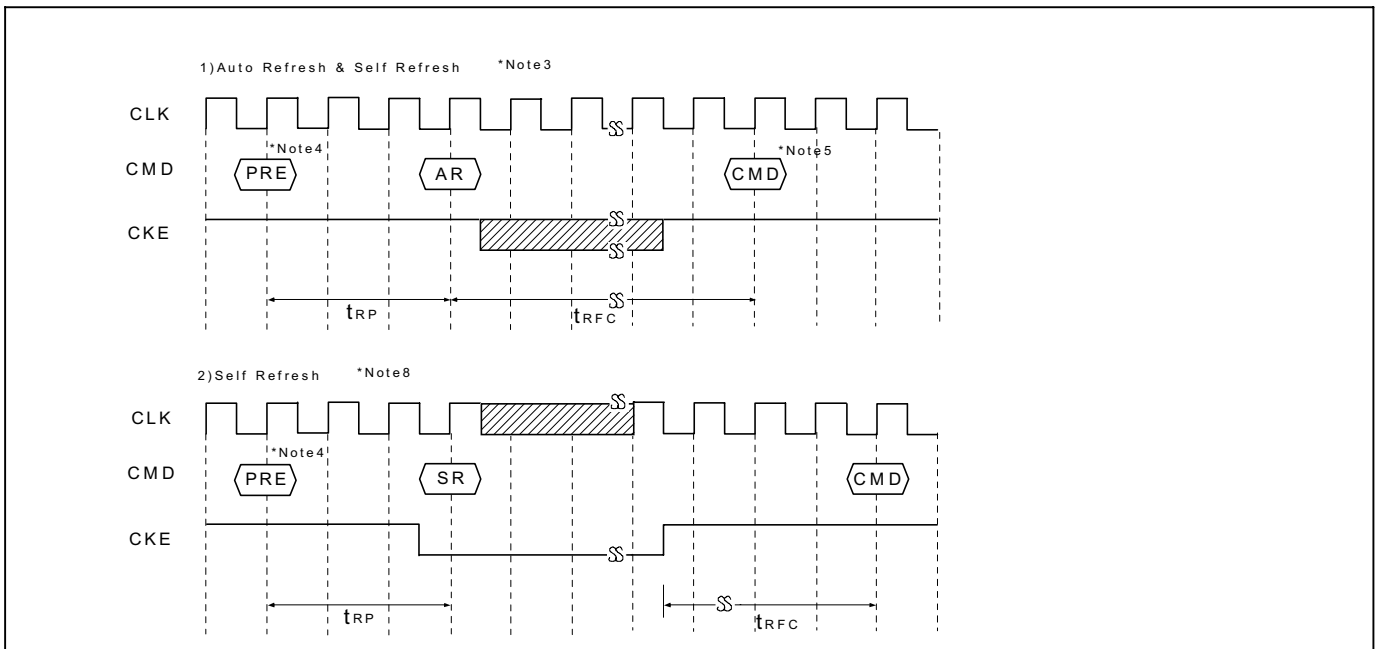 1)Auto Refresh & Self Refresh *Note3
CLK
*Note4 *Note5
CMD PRE AR CMD
CKE
tRP tRFC
2)Self Refresh *Note8
CLK
*Note4
CMD PRE SR CMD
CKE
tRP tRFC